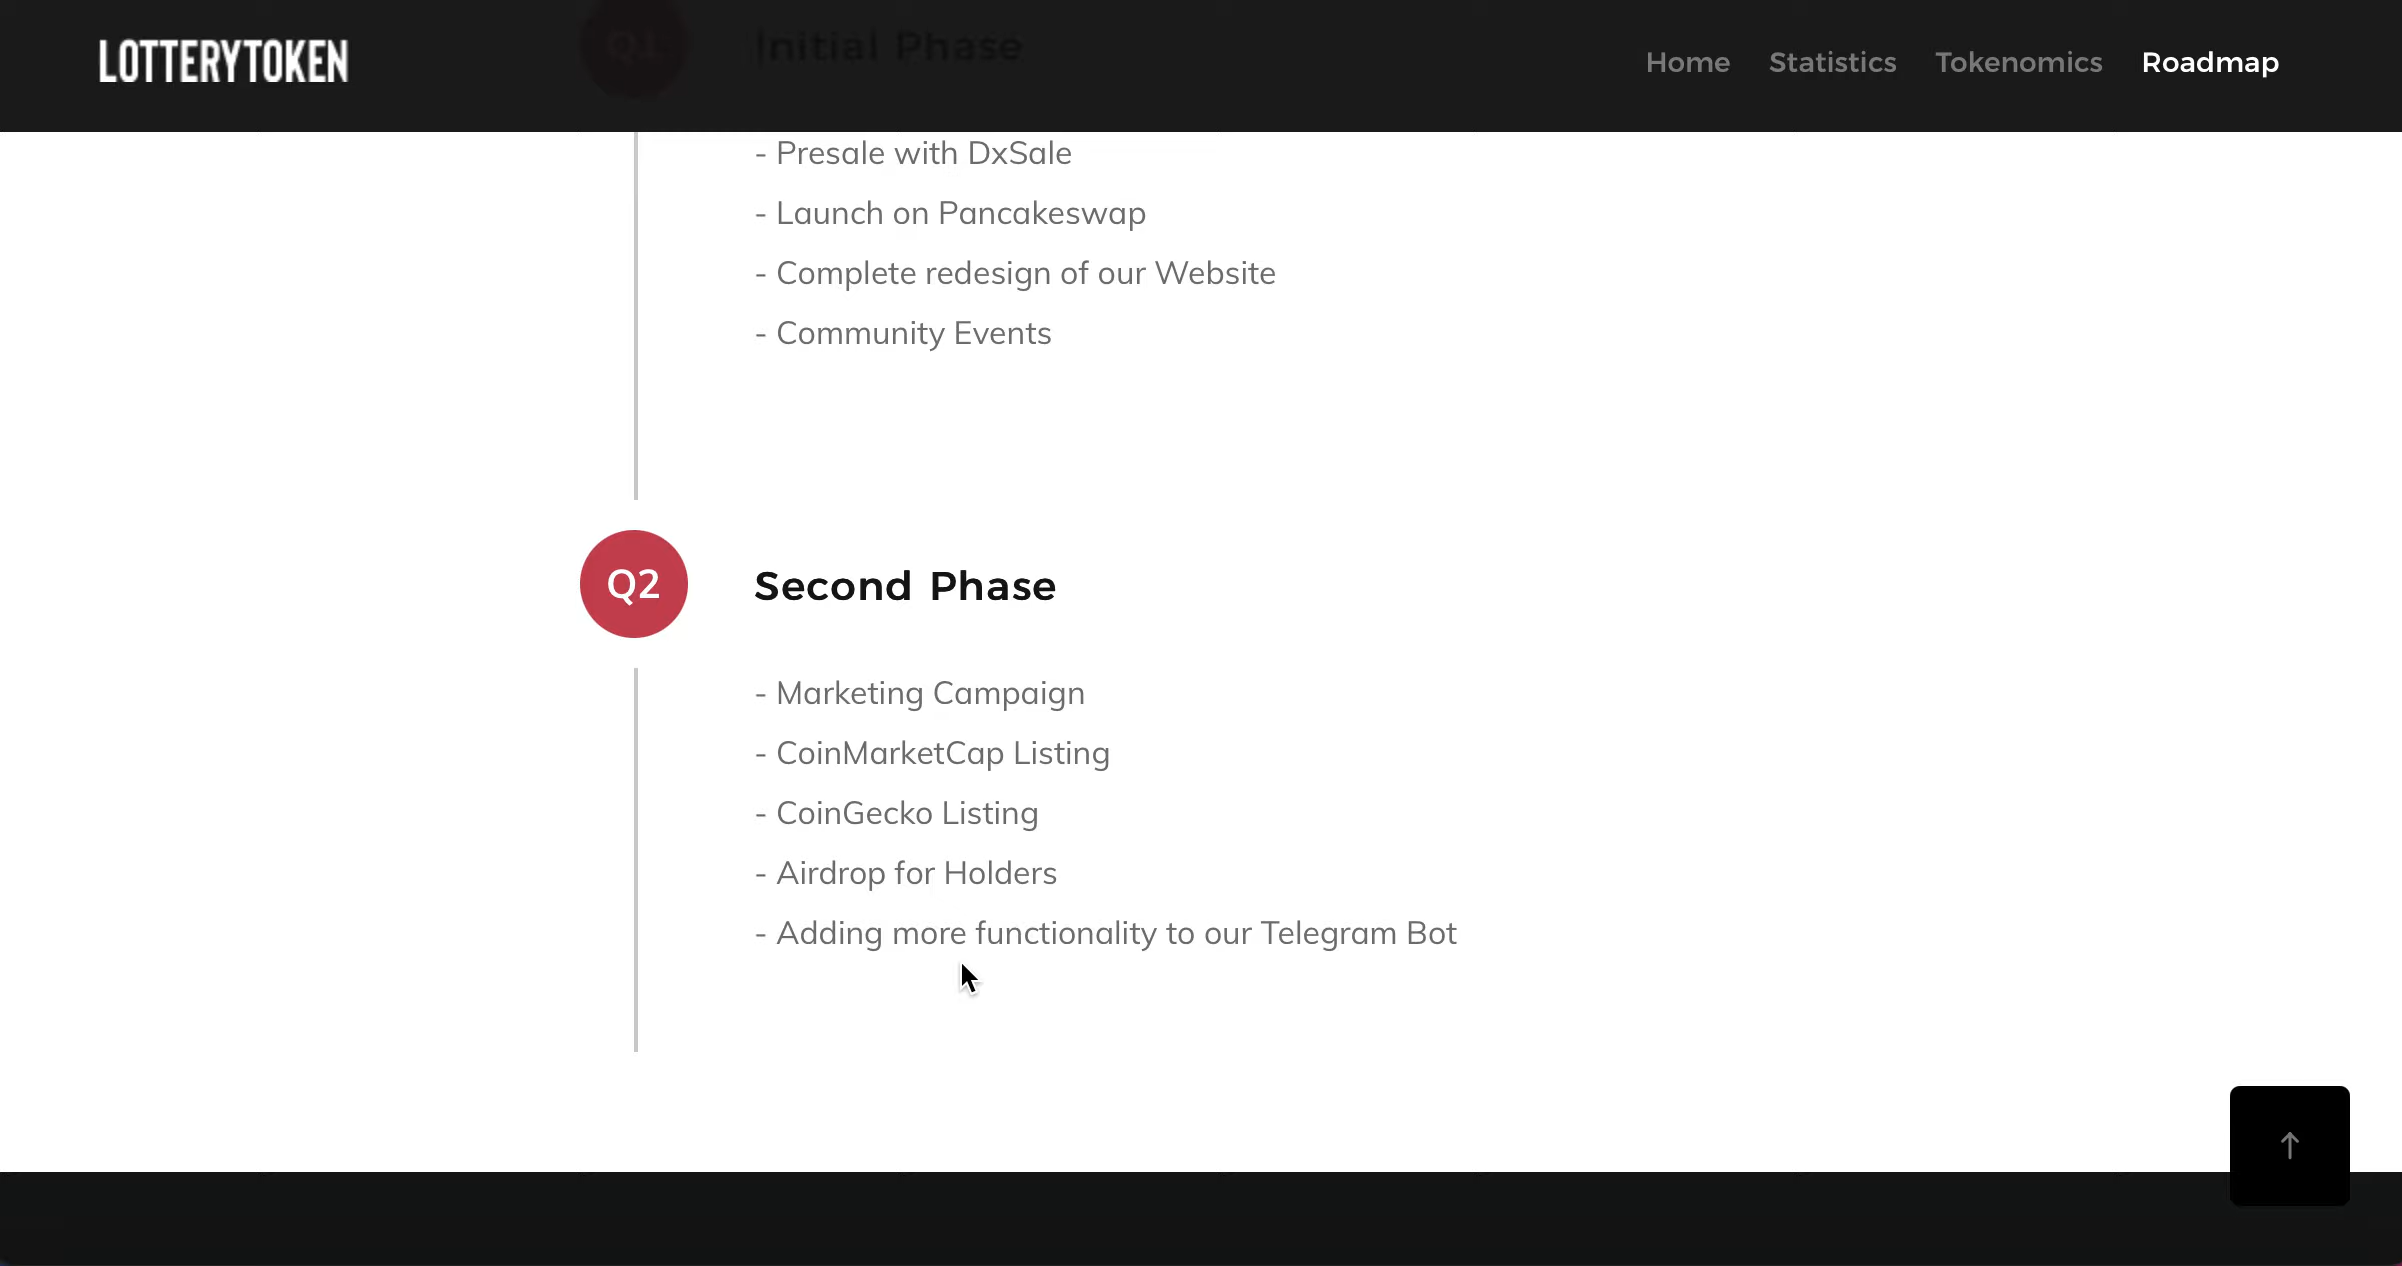 LOTTERYTOKEN
Home Statistics Tokenomics Roadmap
Q1
Initial Phase
- Presale with DxSale
- Launch on Pancakeswap
- Complete redesign of our Website
- Community Events
Q2
Second Phase
- Marketing Campaign
- CoinMarketCap Listing
- CoinGecko Listing
- Airdrop for Holders
- Adding more functionality to our Telegram Bot